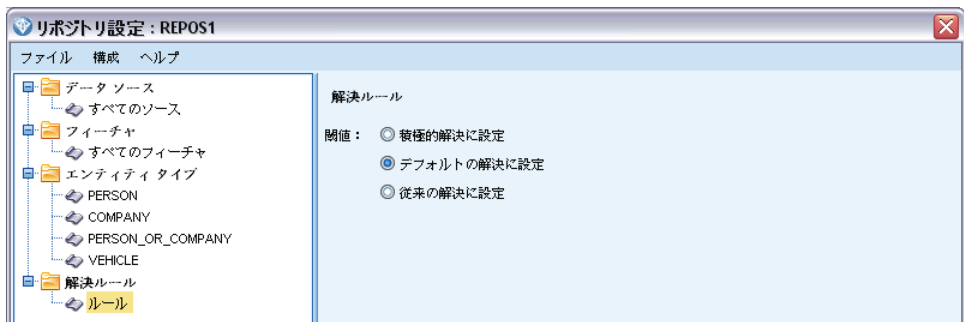 リポジトリ設定 : REPOS1
ファイル 構成 ヘルプ
データ ソース
すべてのソース
フィーチャ
すべてのフィーチャ
エンティティ タイプ
PERSON
COMPANY
PERSON_OR_COMPANY
VEHICLE
解決ルール
ルール
解決ルール
閾値 : 積極的解決に設定
デフォルトの解決に設定
従来の解決に設定